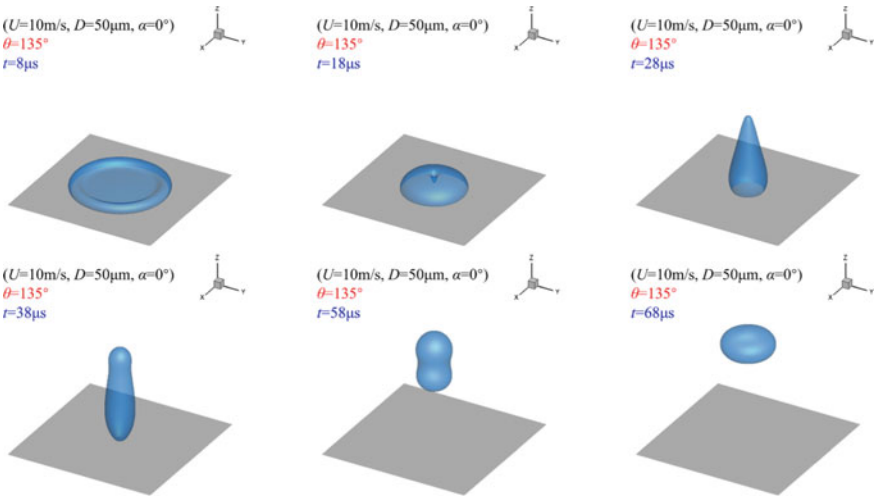 (U=10m/s, D=50μm, α=0°)
θ=135°
t=8μs
Z
X
Y
(U=10m/s, D=50μm, α=0°)
θ=135°
t=18μs
Z
X
Y
(U=10m/s, D=50μm, α=0°)
θ=135°
t=28μs
Z
X
Y
(U=10m/s, D=50μm, α=0°)
θ=135°
t=38μs
Z
X
Y
(U=10m/s, D=50μm, α=0°)
θ=135°
t=58μs
Z
X
Y
(U=10m/s, D=50μm, α=0°)
θ=135°
t=68μs
Z
X
Y